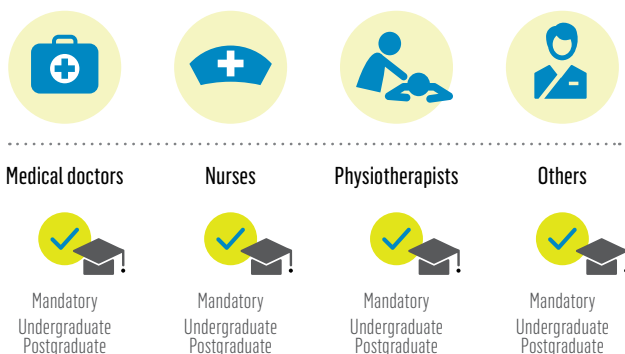 Medical doctors
Nurses
Physiotherapists
Others
Mandatory
Undergraduate
Postgraduate
Mandatory
Undergraduate
Postgraduate
Mandatory
Undergraduate
Postgraduate
Mandatory
Undergraduate
Postgraduate